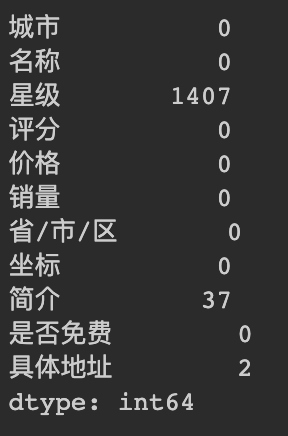 城市 0
名称 0
星级 1407
评分 0
价格 0
销量 0
省/市/区 0
坐标 0
简介 37
是否免费 0
具体地址 2
dtype: int64